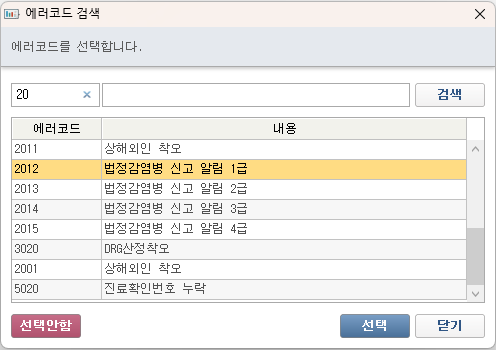 에러코드 검색
에러코드를 선택합니다.
20 검색
에러코드 내용
2011 상해외인 착오
2012 법정감염병 신고 알림 1급
2013 법정감염병 신고 알림 2급
2014 법정감염병 신고 알림 3급
2015 법정감염병 신고 알림 4급
3020 DRG산정착오
2001 상해외인 착오
5020 진료확인번호 누락
선택안함 선택 닫기